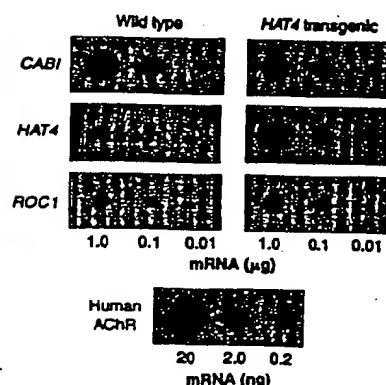 Wild type HAT4 transgenic
CABI
HAT4
ROC1
1.0 0.1 0.01 1.0 0.1 0.01
mRNA (µg)
Human
AChR
20 2.0 0.2
mRNA (ng)